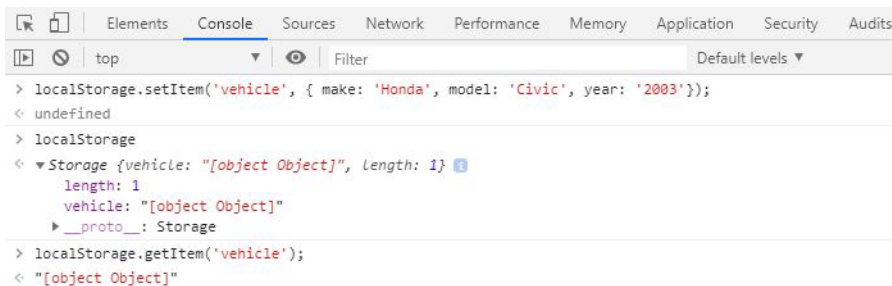 Elements Console Sources Network Performance Memory Application Security Audits
top Filter Default levels ▼
> localStorage.setItem('vehicle', { make: 'Honda', model: 'Civic', year: '2003'});
< undefined
> localStorage
< ▼ Storage {vehicle: "[object Object]", length: 1} i
length: 1
vehicle: "[object Object]"
▶ __proto__: Storage
> localStorage.getItem('vehicle');
< "[object Object]"